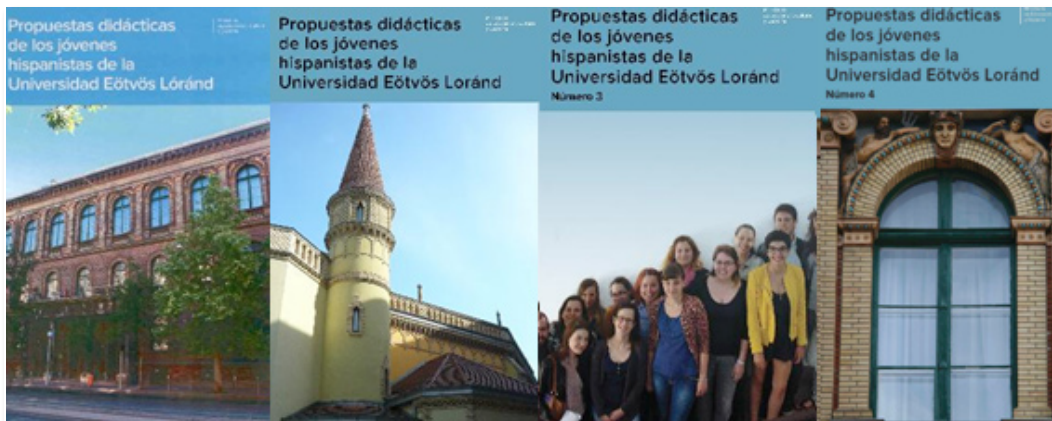 Propuestas didácticas
de los jóvenes
hispanistas de la
Universidad Eötvös Loránd
Propuestas didácticas
de los jóvenes
hispanistas de la
Universidad Eötvös Loránd
Propuestas didácticas
de los jóvenes
hispanistas de la
Universidad Eötvös Loránd
Número 3
Propuestas didácticas
de los jóvenes
hispanistas de la
Universidad Eötvös Loránd
Número 4